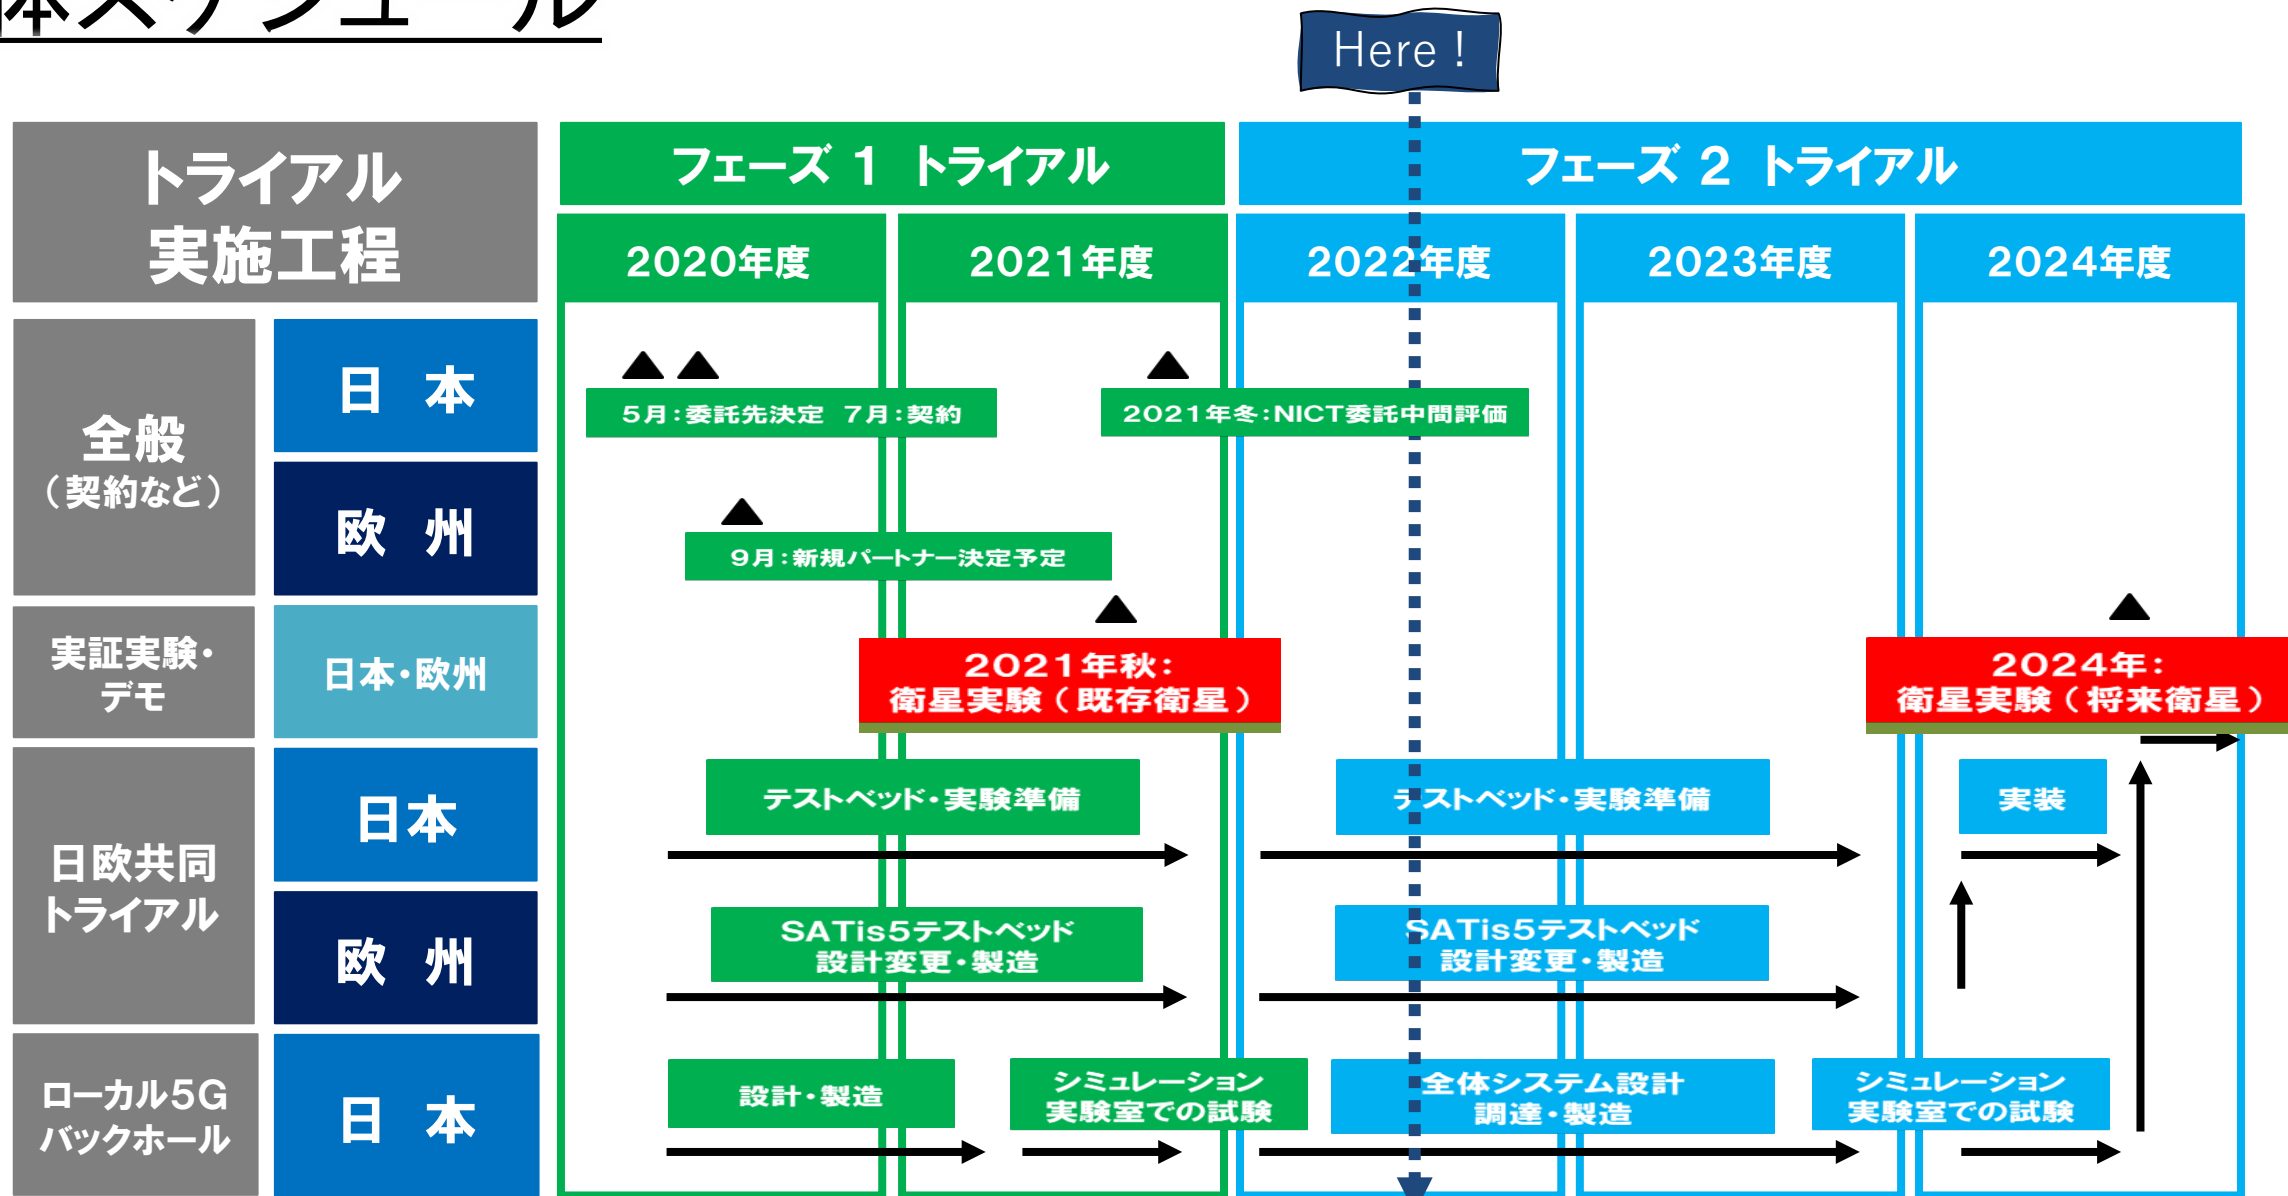 体スケジュール
Here !
トライアル
実施工程
フェーズ 1 トライアル
フェーズ 2 トライアル
2020年度
2021年度
2022年度
2023年度
2024年度
全般
（契約など）
日 本
5月：委託先決定 7月：契約
2021年冬：NICT委託中間評価
欧 州
9月：新規パートナー決定予定
実証実験・
デモ
日本・欧州
2021年秋：
衛星実験（既存衛星）
2024年：
衛星実験（将来衛星）
日欧共同
トライアル
日本
テストベッド・実験準備
テストベッド・実験準備
実装
欧 州
SATis5テストベッド
設計変更・製造
SATis5テストベッド
設計変更・製造
ローカル5G
バックホール
日 本
設計・製造
シミュレーション
実験室での試験
全体システム設計
調達・製造
シミュレーション
実験室での試験